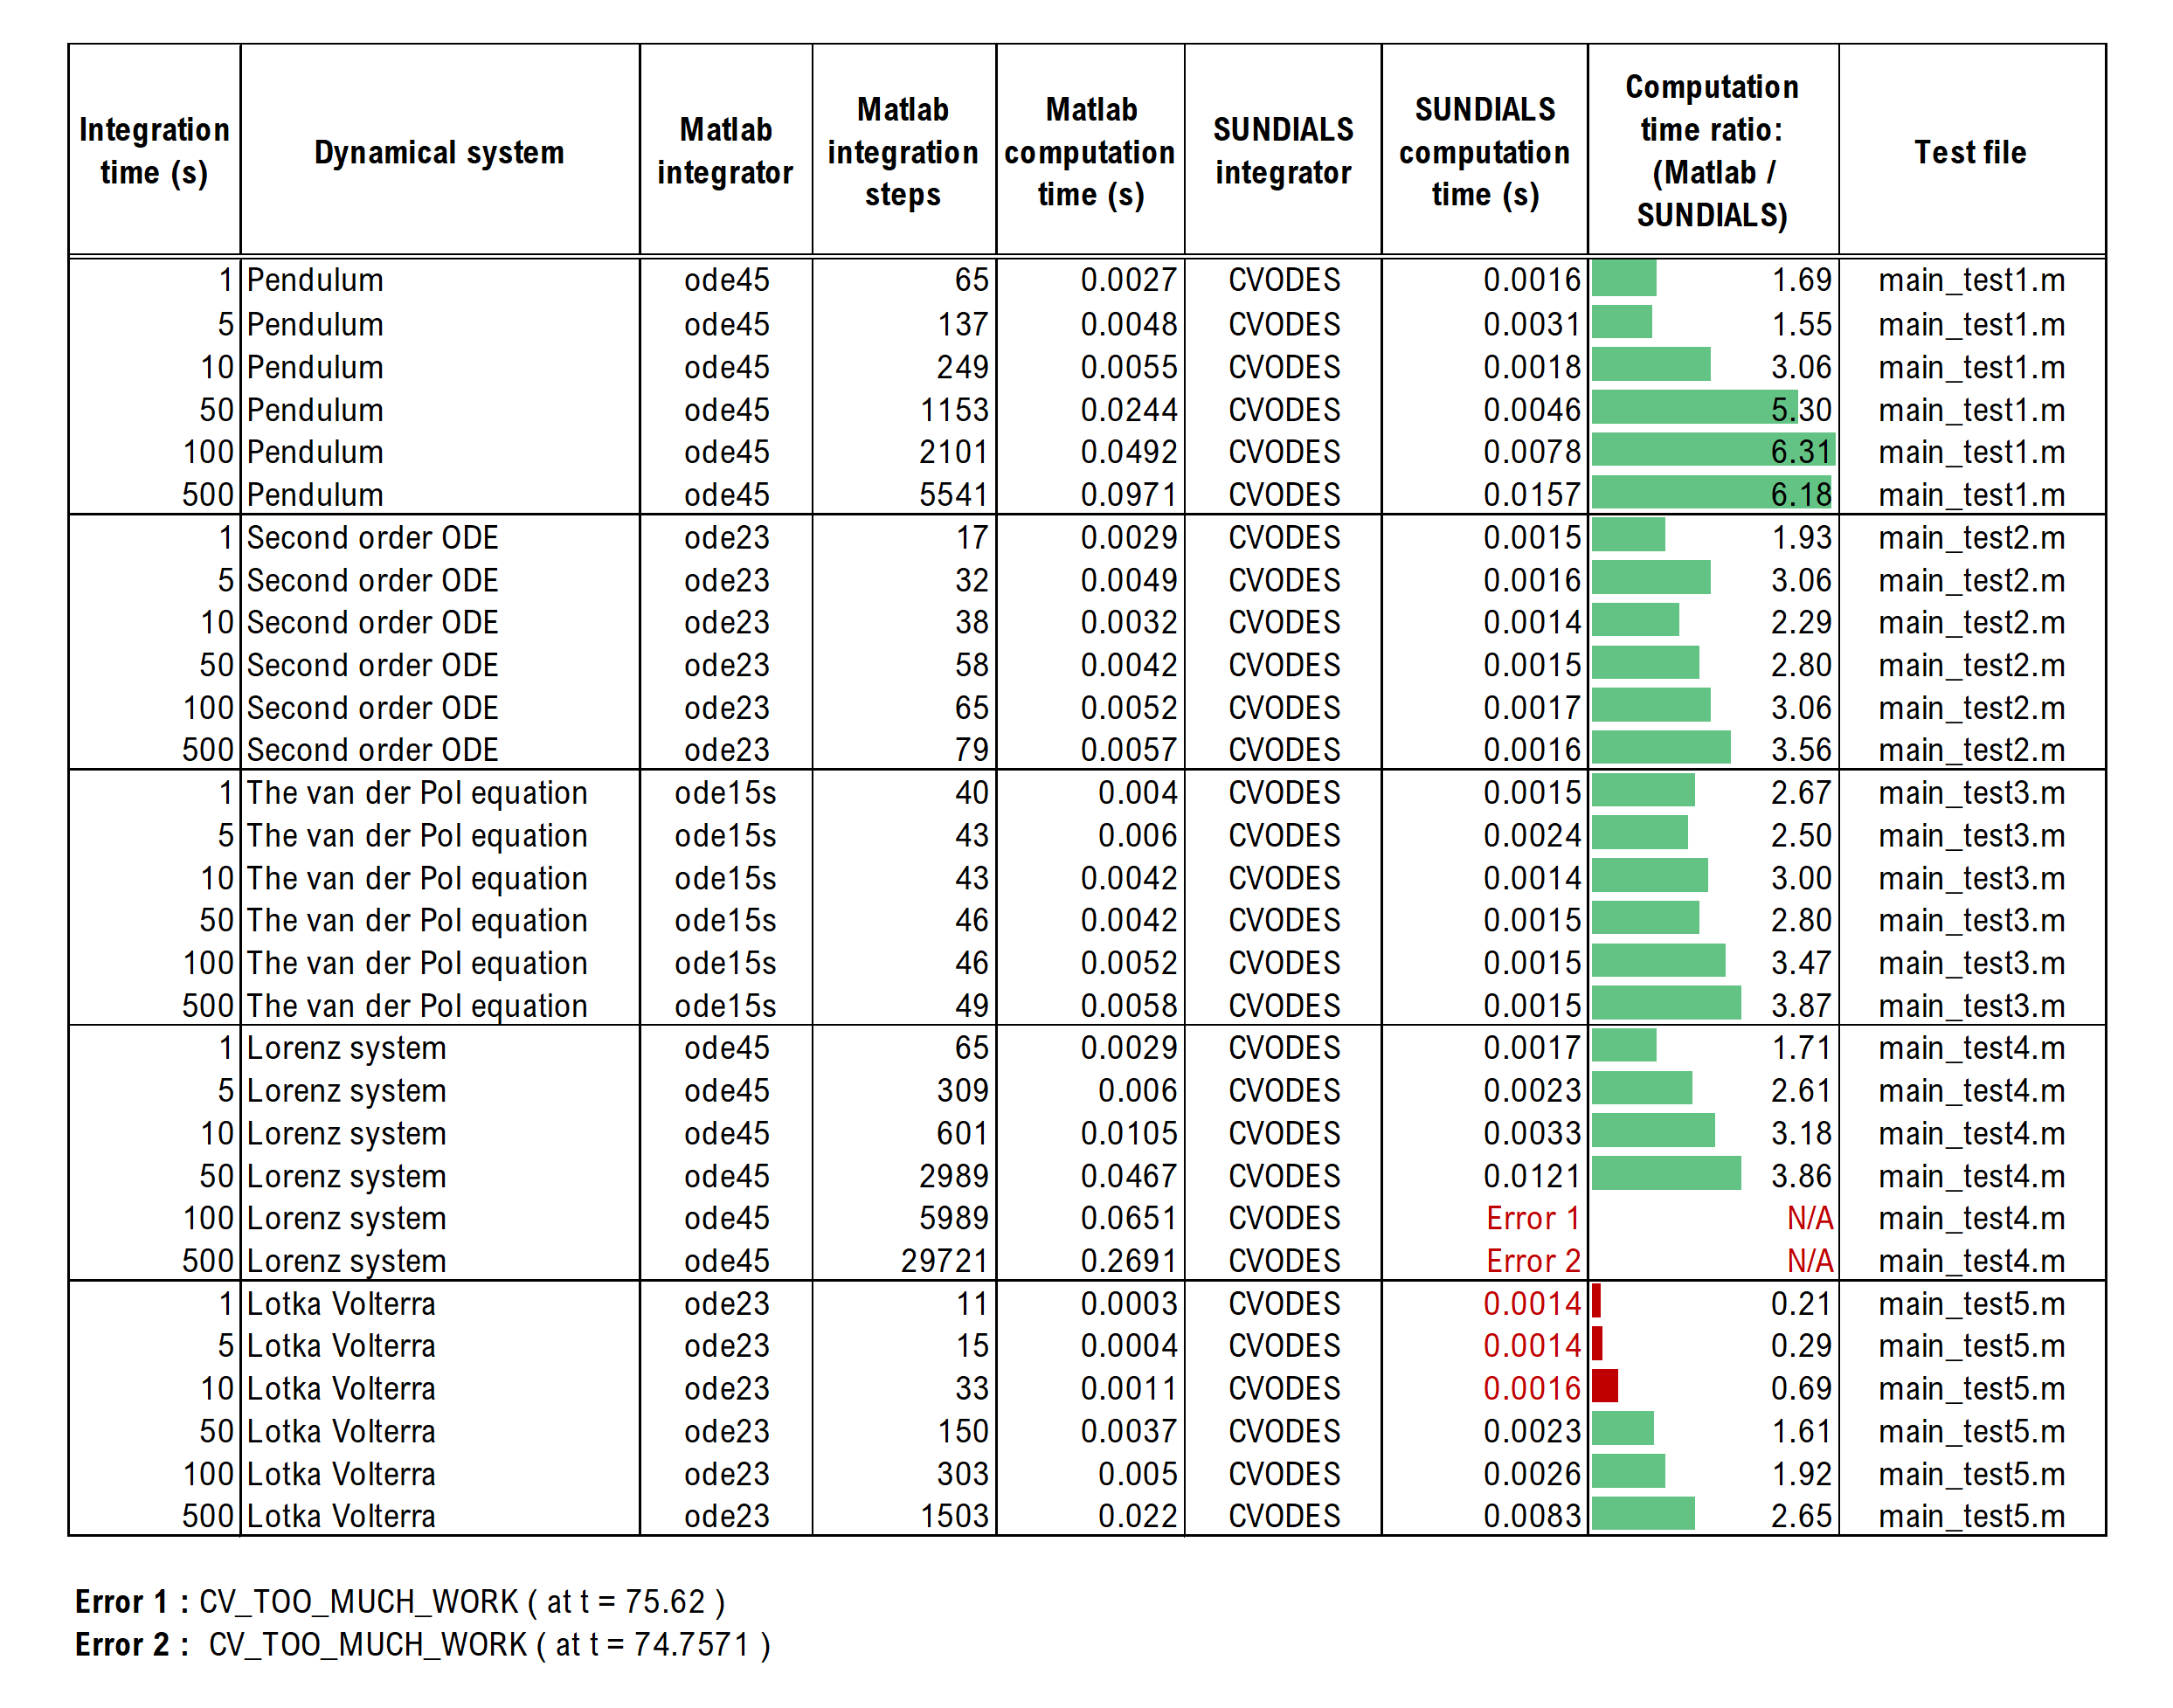 Integration time (s) Dynamical system Matlab integrator Matlab integration steps Matlab computation time (s) SUNDIALS integrator SUNDIALS computation time (s) Computation time ratio: (Matlab / SUNDIALS) Test file
1 Pendulum ode45 65 0.0027 CVODES 0.0016 1.69 main_test1.m
5 Pendulum ode45 137 0.0048 CVODES 0.0031 1.55 main_test1.m
10 Pendulum ode45 249 0.0055 CVODES 0.0018 3.06 main_test1.m
50 Pendulum ode45 1153 0.0244 CVODES 0.0046 5.30 main_test1.m
100 Pendulum ode45 2101 0.0492 CVODES 0.0078 6.31 main_test1.m
500 Pendulum ode45 5541 0.0971 CVODES 0.0157 6.18 main_test1.m
1 Second order ODE ode23 17 0.0029 CVODES 0.0015 1.93 main_test2.m
5 Second order ODE ode23 32 0.0049 CVODES 0.0016 3.06 main_test2.m
10 Second order ODE ode23 38 0.0032 CVODES 0.0014 2.29 main_test2.m
50 Second order ODE ode23 58 0.0042 CVODES 0.0015 2.80 main_test2.m
100 Second order ODE ode23 65 0.0052 CVODES 0.0017 3.06 main_test2.m
500 Second order ODE ode23 79 0.0057 CVODES 0.0016 3.56 main_test2.m
1 The van der Pol equation ode15s 40 0.004 CVODES 0.0015 2.67 main_test3.m
5 The van der Pol equation ode15s 43 0.006 CVODES 0.0024 2.50 main_test3.m
10 The van der Pol equation ode15s 43 0.0042 CVODES 0.0014 3.00 main_test3.m
50 The van der Pol equation ode15s 46 0.0042 CVODES 0.0015 2.80 main_test3.m
100 The van der Pol equation ode15s 46 0.0052 CVODES 0.0015 3.47 main_test3.m
500 The van der Pol equation ode15s 49 0.0058 CVODES 0.0015 3.87 main_test3.m
1 Lorenz system ode45 65 0.0029 CVODES 0.0017 1.71 main_test4.m
5 Lorenz system ode45 309 0.006 CVODES 0.0023 2.61 main_test4.m
10 Lorenz system ode45 601 0.0105 CVODES 0.0033 3.18 main_test4.m
50 Lorenz system ode45 2989 0.0467 CVODES 0.0121 3.86 main_test4.m
100 Lorenz system ode45 5989 0.0651 CVODES Error 1 N/A main_test4.m
500 Lorenz system ode45 29721 0.2691 CVODES Error 2 N/A main_test4.m
1 Lotka Volterra ode23 11 0.0003 CVODES 0.0014 0.21 main_test5.m
5 Lotka Volterra ode23 15 0.0004 CVODES 0.0014 0.29 main_test5.m
10 Lotka Volterra ode23 33 0.0011 CVODES 0.0016 0.69 main_test5.m
50 Lotka Volterra ode23 150 0.0037 CVODES 0.0023 1.61 main_test5.m
100 Lotka Volterra ode23 303 0.005 CVODES 0.0026 1.92 main_test5.m
500 Lotka Volterra ode23 1503 0.022 CVODES 0.0083 2.65 main_test5.m
Error 1 : CV_TOO_MUCH_WORK ( at t = 75.62 )
Error 2 : CV_TOO_MUCH_WORK ( at t = 74.7571 )